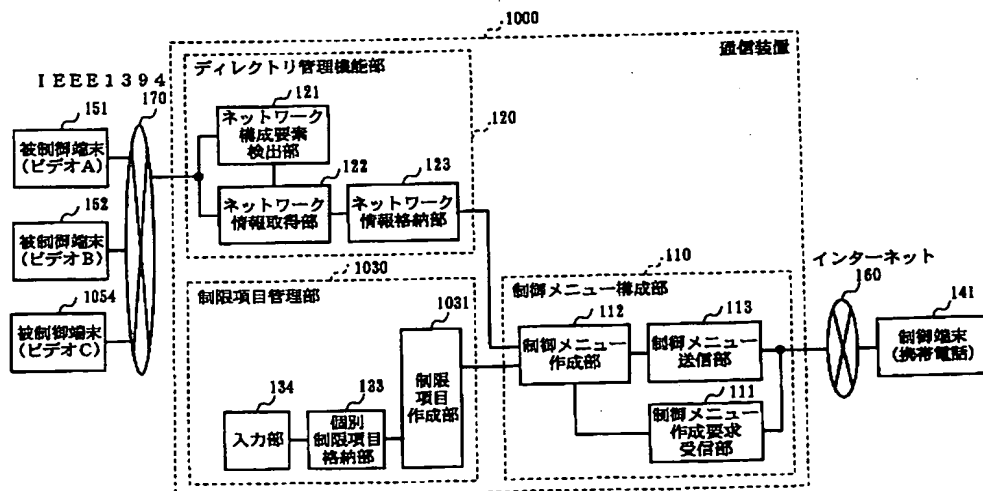 1000
通信装置
ディレクトリ管理機能部
IEEE1394
170
121
ネットワーク
構成要素
検出部
120
151
被制御端末
(ビデオA)
122
ネットワーク
情報取得部
123
ネットワーク
情報格納部
152
被制御端末
(ビデオB)
1030
制限項目管理部
110
制御メニュー構成部
インターネット
160
1054
被制御端末
(ビデオC)
1031
制限
項目
作成部
112
制御メニュー
作成部
113
制御メニュー
送信部
141
制御端末
(携帯電話)
134
入力部
123
個別
制限項目
格納部
111
制御メニュー
作成要求
受信部